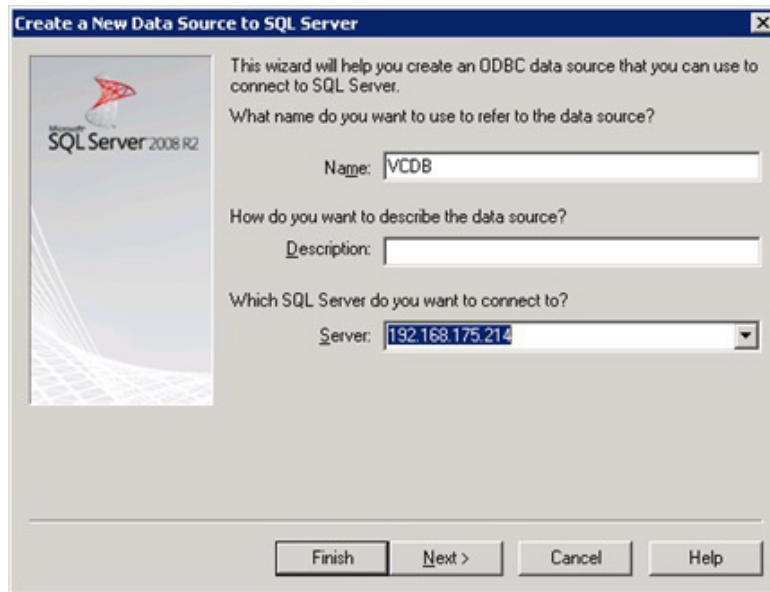 Create a New Data Source to SQL Server
This wizard will help you create an ODBC data source that you can use to
connect to SQL Server.
What name do you want to use to refer to the data source?
Microsoft
SQL Server 2008 R2
Name: VCDB
How do you want to describe the data source?
Description:
Which SQL Server do you want to connect to?
Server: 192.168.175.214
Finish
Next >
Cancel
Help